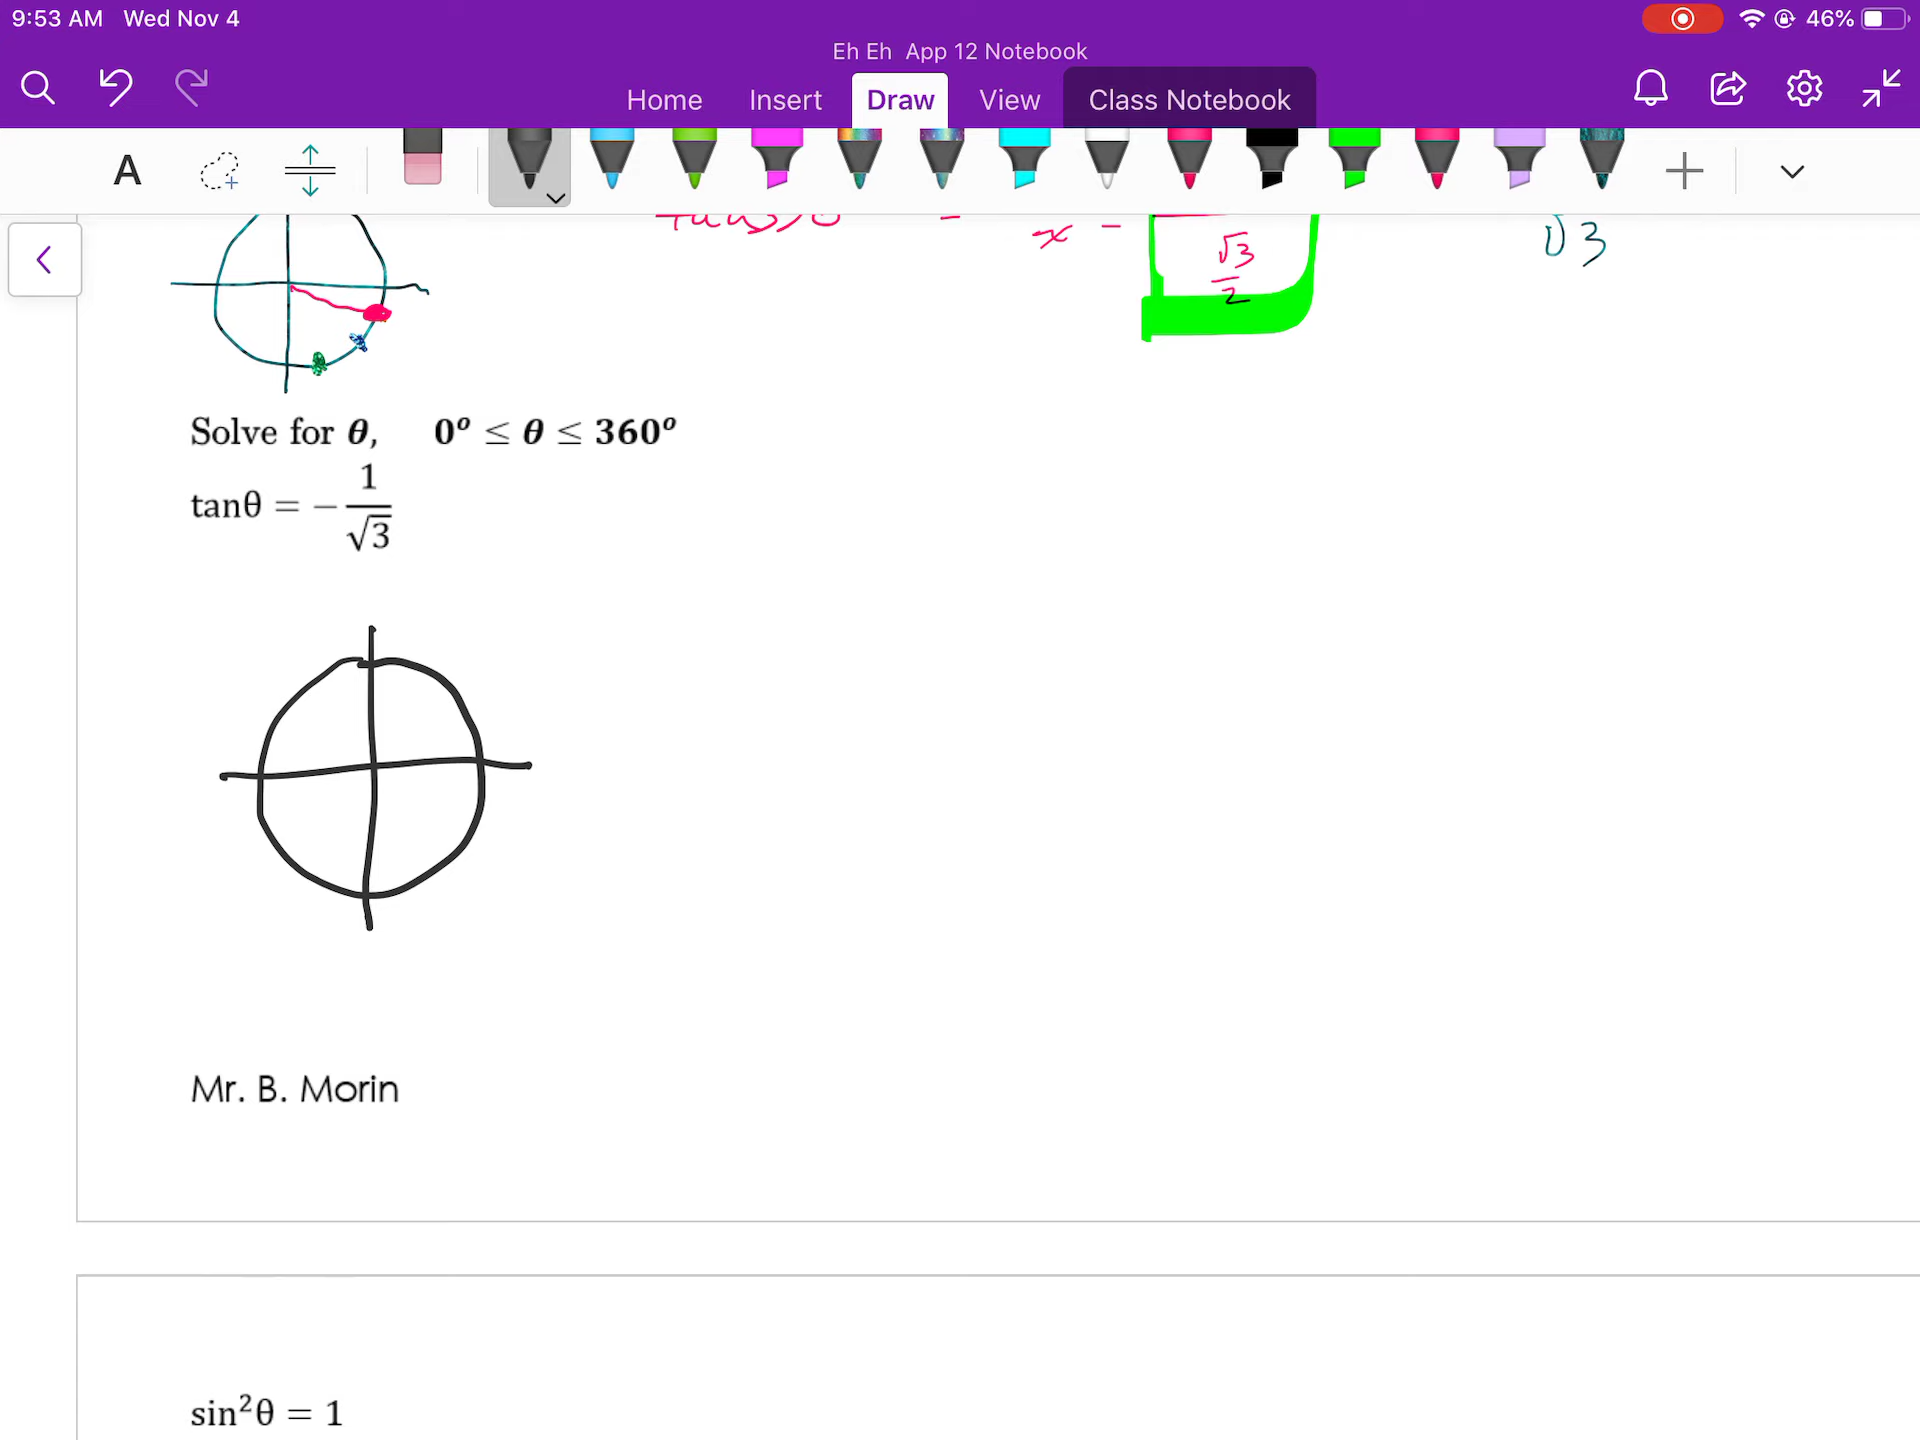 9:53 AM Wed Nov 4 46%
Eh Eh App 12 Notebook
Home Insert Draw View Class Notebook
A
x = √3/2
√3
Solve for θ, 0° ≤ θ ≤ 360°
tanθ = − 1/√3
Mr. B. Morin
sin²θ = 1